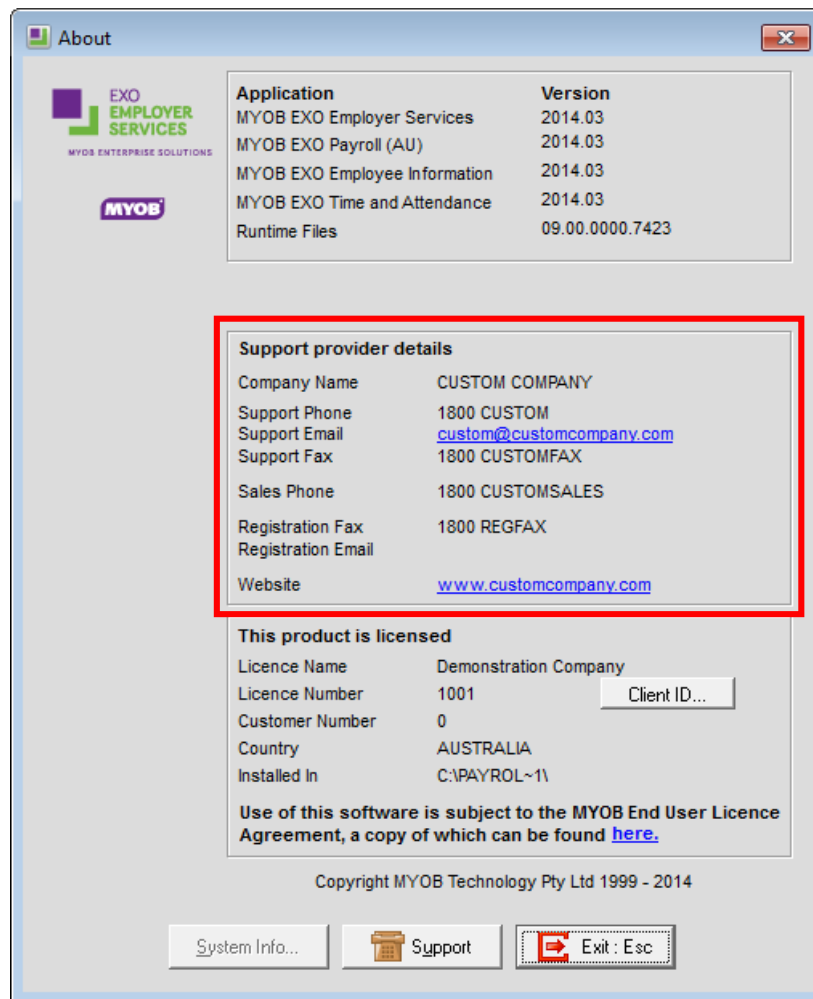 About
EXO
EMPLOYER
SERVICES
MYOB ENTERPRISE SOLUTIONS
MYOB
Application Version
MYOB EXO Employer Services 2014.03
MYOB EXO Payroll (AU) 2014.03
MYOB EXO Employee Information 2014.03
MYOB EXO Time and Attendance 2014.03
Runtime Files 09.00.0000.7423
Support provider details
Company Name CUSTOM COMPANY
Support Phone 1800 CUSTOM
Support Email custom@customcompany.com
Support Fax 1800 CUSTOMFAX
Sales Phone 1800 CUSTOMSALES
Registration Fax 1800 REGFAX
Registration Email
Website www.customcompany.com
This product is licensed
Licence Name Demonstration Company
Licence Number 1001 Client ID...
Customer Number 0
Country AUSTRALIA
Installed In C:\PAYROL~1\
Use of this software is subject to the MYOB End User Licence
Agreement, a copy of which can be found here.
Copyright MYOB Technology Pty Ltd 1999 - 2014
System Info... Support Exit : Esc